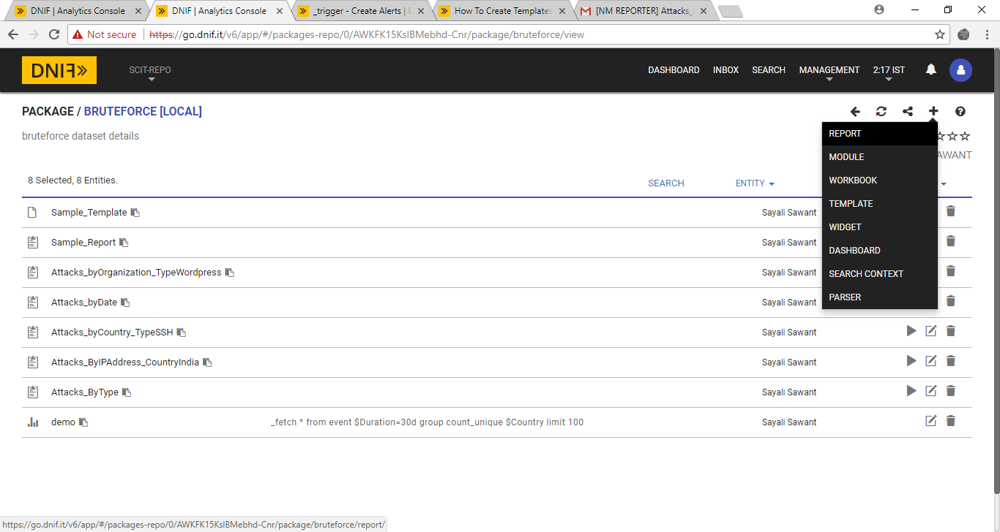 DNIF | Analytics Console
DNIF | Analytics Console
_trigger - Create Alerts |
How To Create Templates
[NM REPORTER] Attacks_
Not secure | https://go.dnif.it/v6/app/#/packages-repo/0/AWKFK15KsIBMebhd-Cnr/package/bruteforce/view
DNIF»
SCIT-REPO
DASHBOARD INBOX SEARCH MANAGEMENT 2:17 IST
PACKAGE / BRUTEFORCE [LOCAL]
bruteforce dataset details
REPORT
MODULE
WORKBOOK
TEMPLATE
WIDGET
DASHBOARD
SEARCH CONTEXT
PARSER
AWANT
8 Selected, 8 Entities.
SEARCH ENTITY
Sample_Template Sayali Sawant
Sample_Report Sayali Sawant
Attacks_byOrganization_TypeWordpress Sayali Sawant
Attacks_byDate Sayali Sawant
Attacks_byCountry_TypeSSH Sayali Sawant
Attacks_ByIPAddress_CountryIndia Sayali Sawant
Attacks_ByType Sayali Sawant
demo _fetch * from event $Duration=30d group count_unique $Country limit 100 Sayali Sawant
https://go.dnif.it/v6/app/#/packages-repo/0/AWKFK15KsIBMebhd-Cnr/package/bruteforce/report/